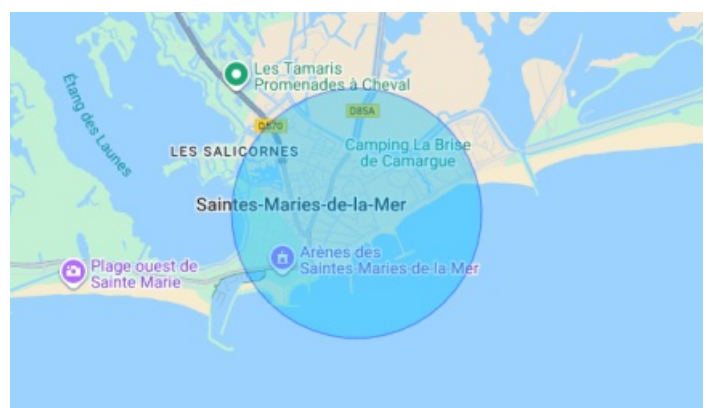 Les Tamaris
Promenades à Cheval
Étang des Launes
D85A
D570
LES SALICORNES
Camping La Brise
de Camargue
Saintes-Maries-de-la-Mer
Arènes des
Saintes Maries de la Mer
Plage ouest de
Sainte Marie